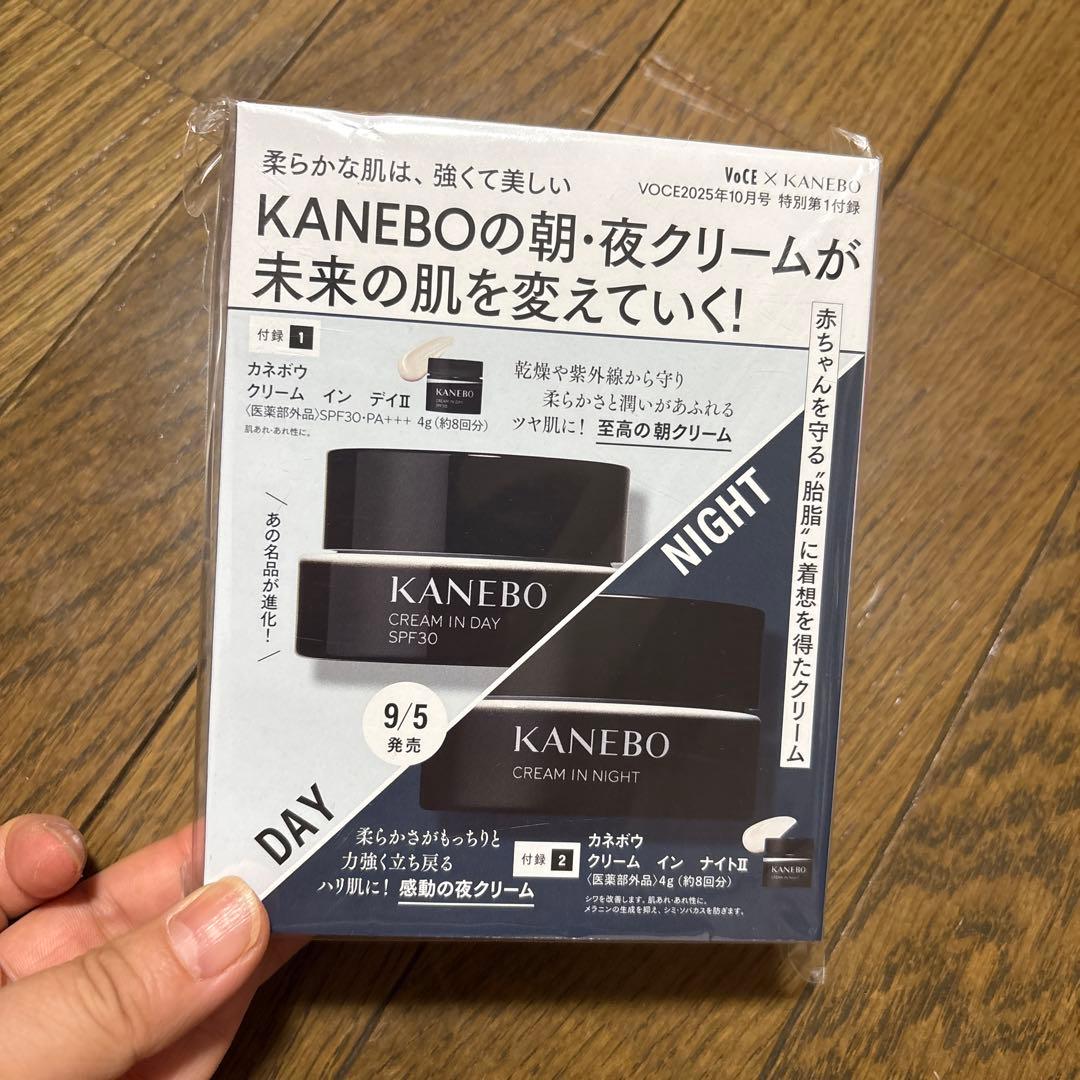 柔らかな肌は、強くて美しい
VOCE × KANEBO
VOCE2025年10月号 特別第1付録
KANEBOの朝・夜クリームが
未来の肌を変えていく!
付録 1
カネボウ
クリーム イン デイII
〈医薬部外品〉SPF30・PA+++ 4g(約8回分)
肌あれ・あれ性に。
KANEBO
CREAM IN DAY
SPF30
乾燥や紫外線から守り
柔らかさと潤いがあふれる
ツヤ肌に! 至高の朝クリーム
赤ちゃんを守る“胎脂”に着想を得たクリーム
\ あの名品が進化! /
NIGHT
KANEBO
CREAM IN DAY
SPF30
9/5
発売
KANEBO
CREAM IN NIGHT
DAY
柔らかさがもっちりと
力強く立ち戻る
ハリ肌に! 感動の夜クリーム
付録 2
カネボウ
クリーム イン ナイトII
〈医薬部外品〉4g(約8回分)
シワを改善します。肌あれ・あれ性に。
メラニンの生成を抑え、シミ・ソバカスを防ぎます。
KANEBO
CREAM IN NIGHT